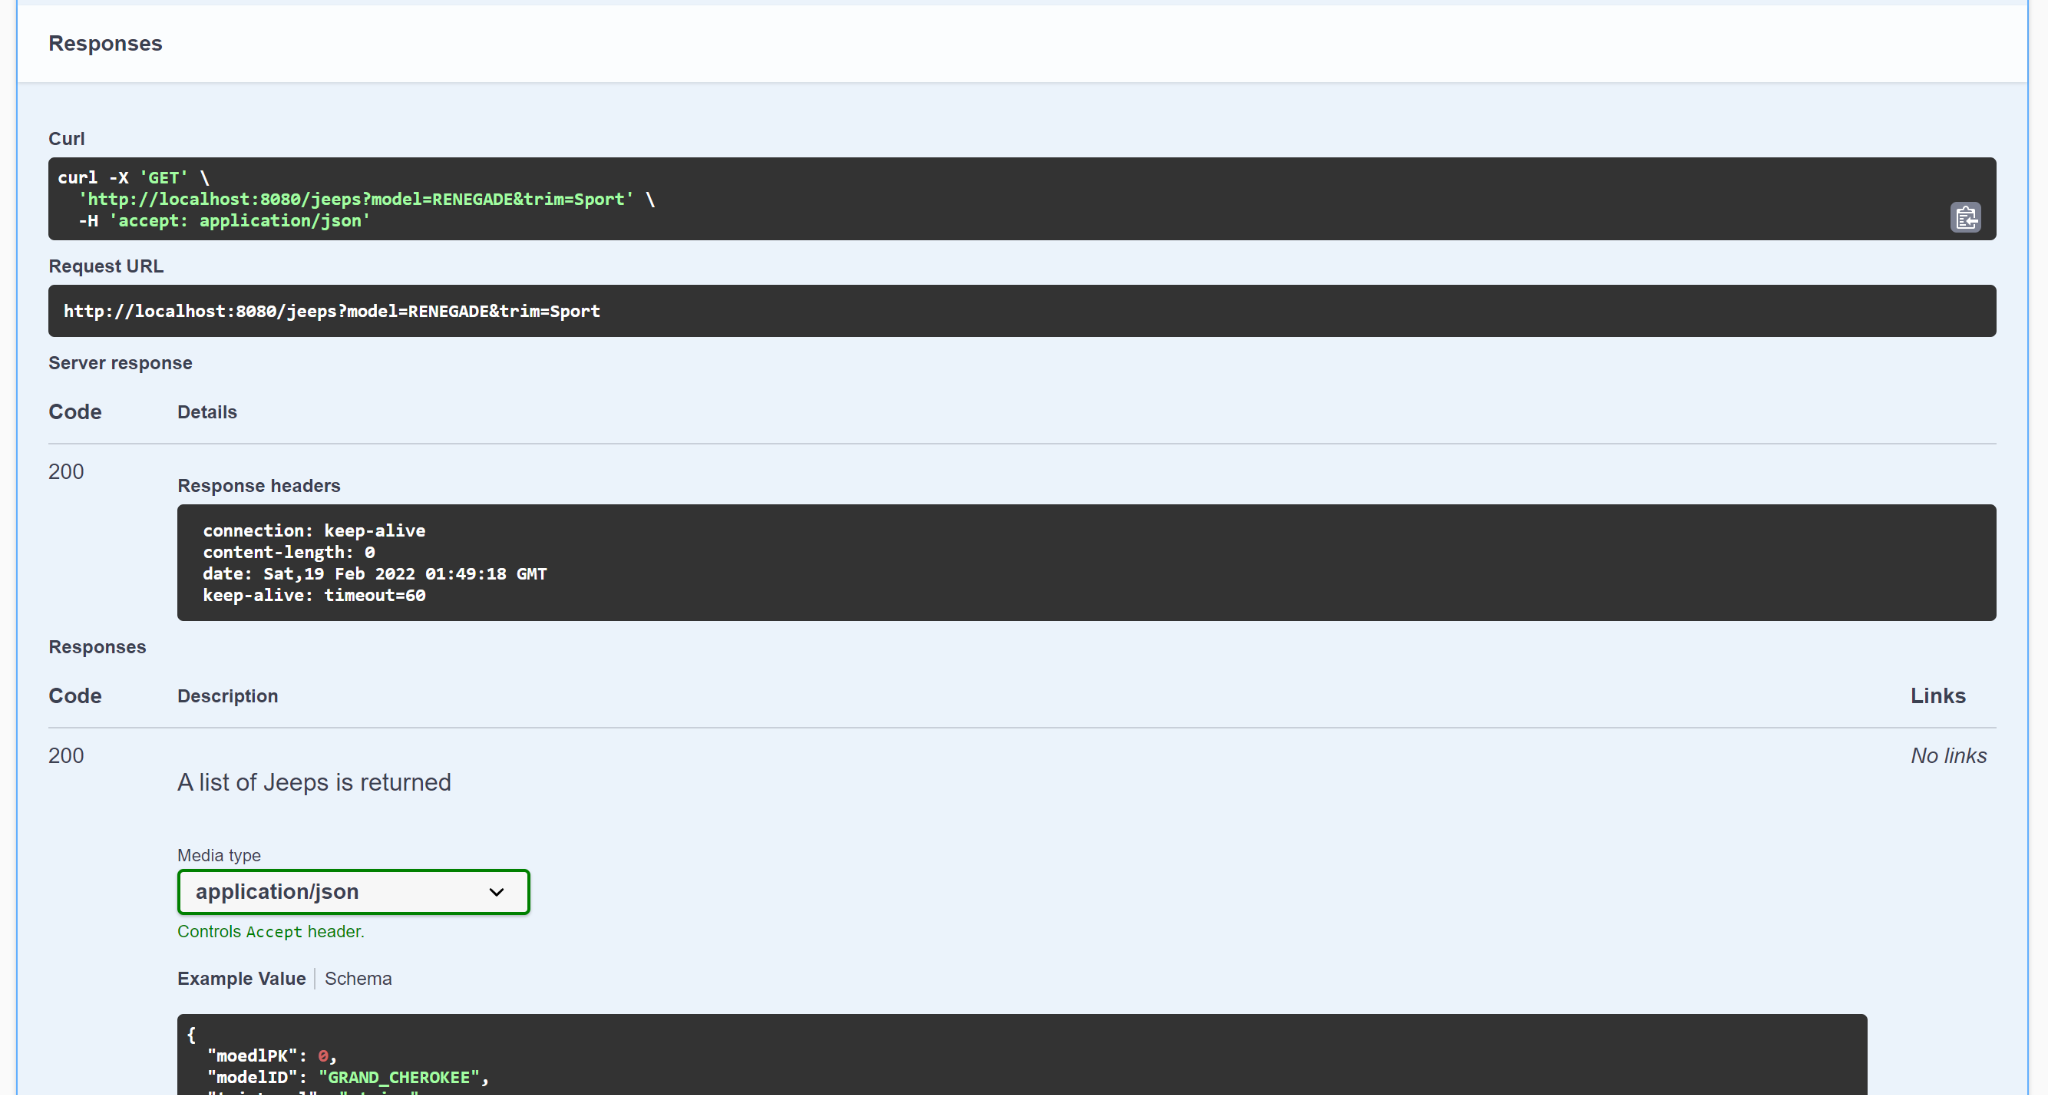 Responses
Curl
curl -X 'GET' \
'http://localhost:8080/jeeps?model=RENEGADE&trim=Sport' \
-H 'accept: application/json'
Request URL
http://localhost:8080/jeeps?model=RENEGADE&trim=Sport
Server response
Code Details
200
Response headers
connection: keep-alive
content-length: 0
date: Sat,19 Feb 2022 01:49:18 GMT
keep-alive: timeout=60
Responses
Code Description Links
200 No links
A list of Jeeps is returned
Media type
application/json
Controls Accept header.
Example Value Schema
{
"moedlPK": 0,
"modelID": "GRAND_CHEROKEE",